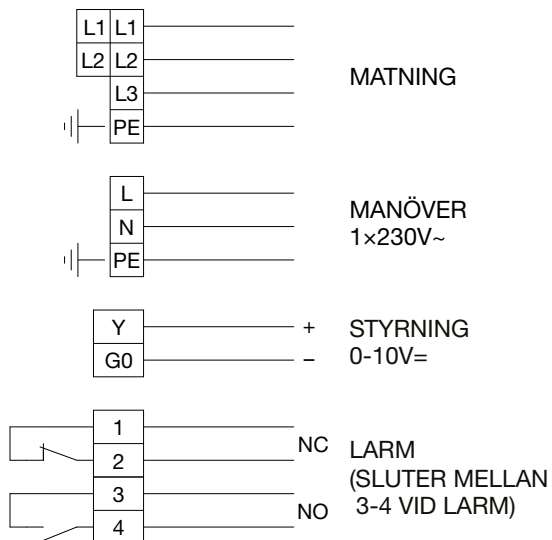 L1 L1
L2 L2
L3
PE
MATNING
L
N
PE
MANÖVER
1×230V~
Y
+
G0
−
STYRNING
0-10V=
1
2
NC
3
4
NO
LARM
(SLUTER MELLAN
3-4 VID LARM)